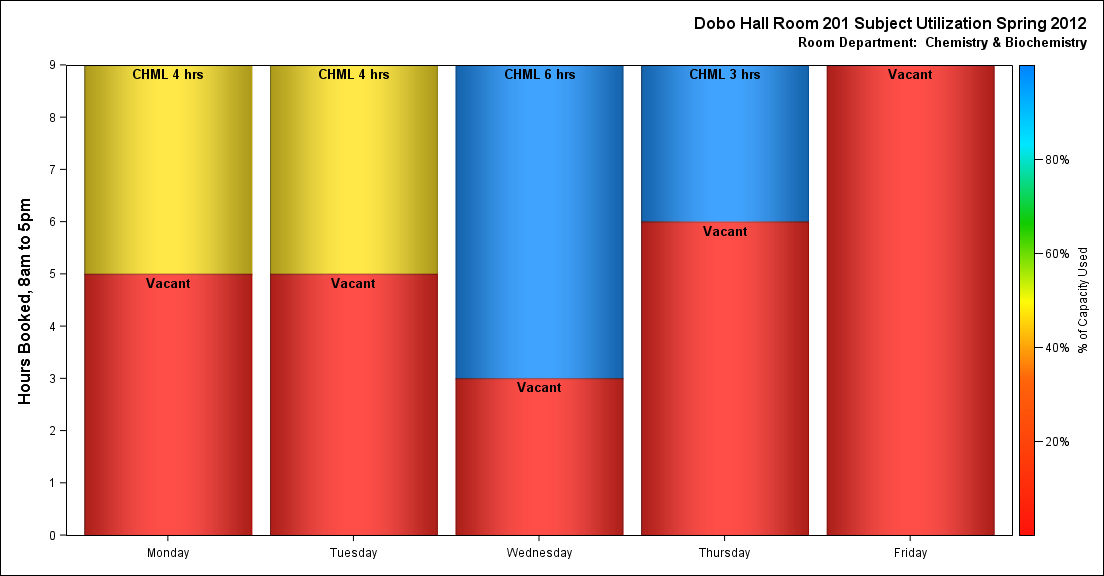 Dobo Hall Room 201 Subject Utilization Spring 2012
Room Department:  Chemistry & Biochemistry
Hours Booked, 8am to 5pm
9
8
7
6
5
4
3
2
1
0
CHML 4 hrs
CHML 4 hrs
CHML 6 hrs
CHML 3 hrs
Vacant
Vacant
Vacant
Vacant
Vacant
Monday
Tuesday
Wednesday
Thursday
Friday
80%
60%
40%
20%
% of Capacity Used